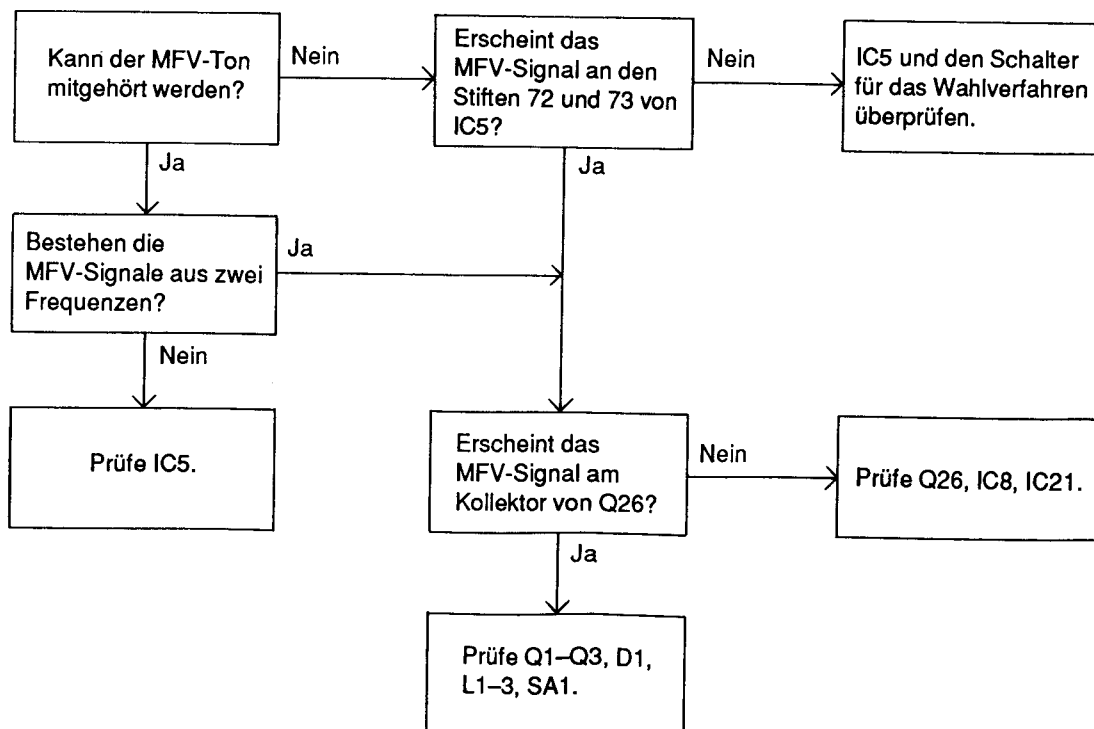 Kann der MFV-Ton
mitgehört werden?
Nein
Erscheint das
MFV-Signal an den
Stiften 72 und 73 von
IC5?
Nein
IC5 und den Schalter
für das Wahlverfahren
überprüfen.
Ja
Ja
Bestehen die
MFV-Signale aus zwei
Frequenzen?
Ja
Nein
Prüfe IC5.
Erscheint das
MFV-Signal am
Kollektor von Q26?
Nein
Prüfe Q26, IC8, IC21.
Ja
Prüfe Q1–Q3, D1,
L1–3, SA1.